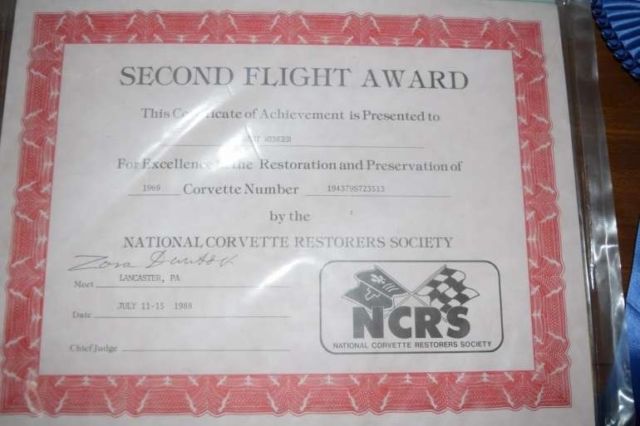 SECOND FLIGHT AWARD
This Certificate of Achievement is Presented to
For Excellence in the Restoration and Preservation of
1969 Corvette Number 194379S723513
by the
NATIONAL CORVETTE RESTORERS SOCIETY
Zora Duntov
Meet LANCASTER, PA
Date JULY 11-15 1988
Chief Judge
NCRS
NATIONAL CORVETTE RESTORERS SOCIETY